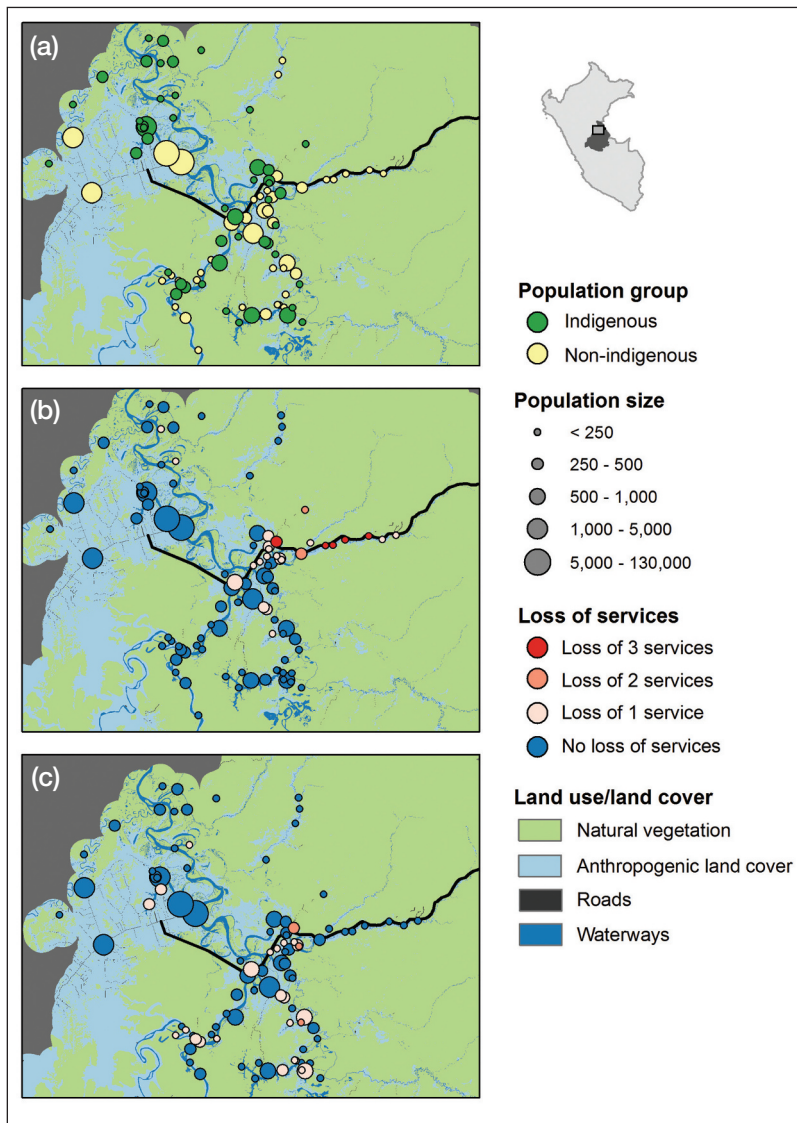 (a)
Population group
Indigenous
Non-indigenous
Population size
< 250
250 - 500
500 - 1,000
1,000 - 5,000
5,000 - 130,000
(b)
Loss of services
Loss of 3 services
Loss of 2 services
Loss of 1 service
No loss of services
(c)
Land use/land cover
Natural vegetation
Anthropogenic land cover
Roads
Waterways